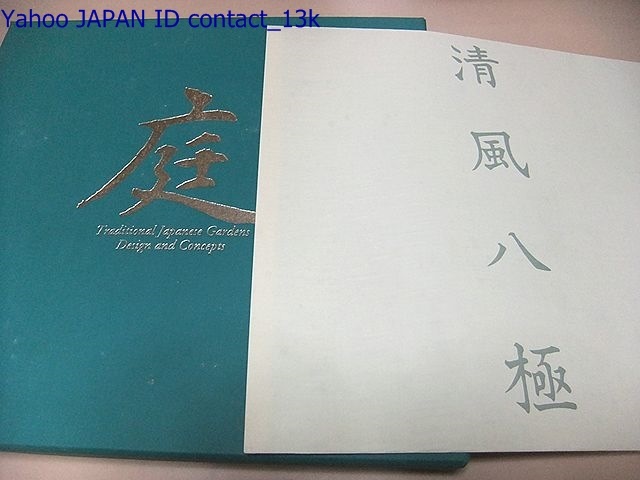 Yahoo JAPAN ID contact_13k
庭
Traditional Japanese Gardens
Design and Concepts
清風八極